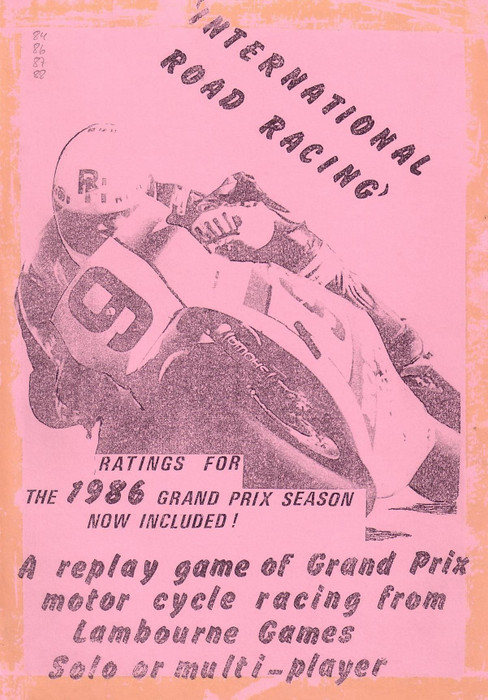 84
86
87
88
'INTERNATIONAL
ROAD RACING'
6
RATINGS FOR
THE 1986 GRAND PRIX SEASON
NOW INCLUDED!
A replay game of Grand Prix
motor cycle racing from
Lambourne Games
Solo or multi-player